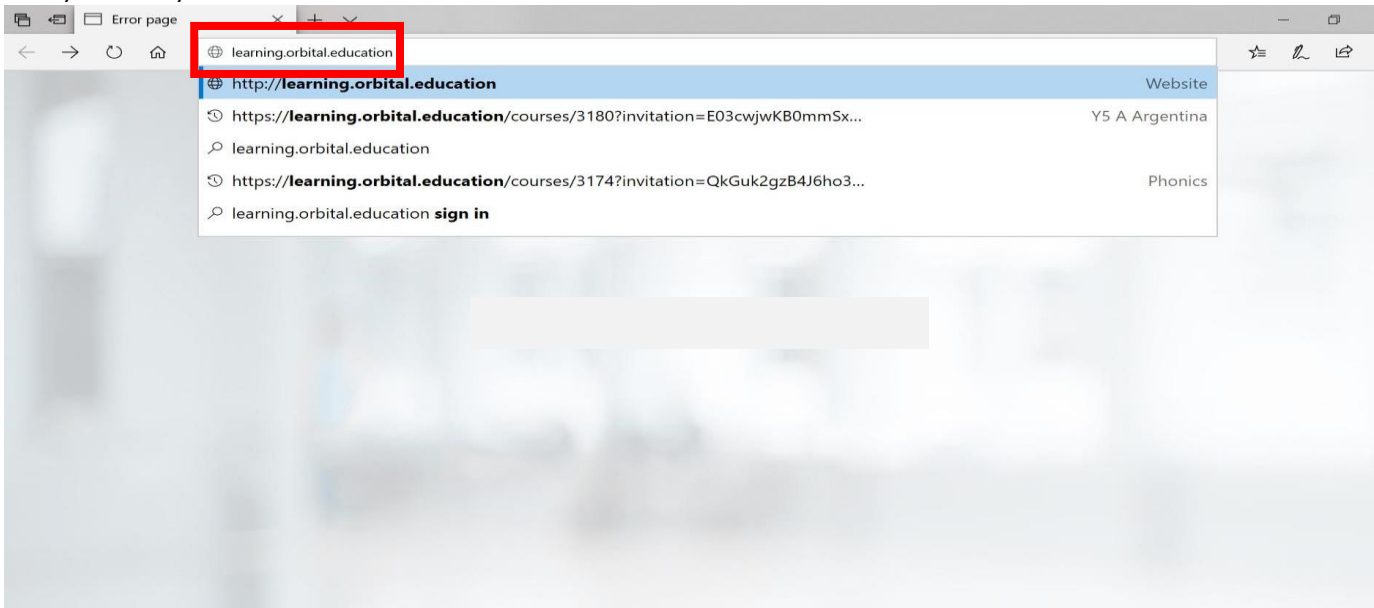 Error page
learning.orbital.education
http://learning.orbital.education Website
https://learning.orbital.education/courses/3180?invitation=E03cwjwKB0mmSx... Y5 A Argentina
learning.orbital.education
https://learning.orbital.education/courses/3174?invitation=QkGuk2gzB4J6ho3... Phonics
learning.orbital.education sign in